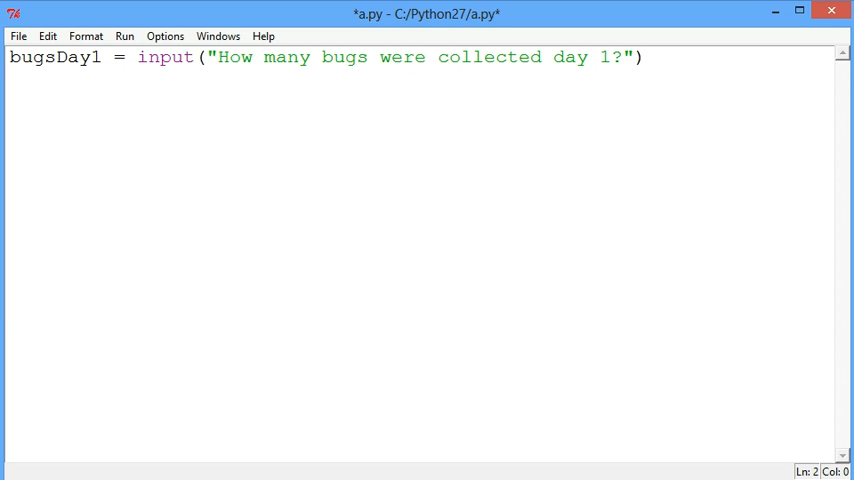 *a.py - C:/Python27/a.py*
File Edit Format Run Options Windows Help
bugsDay1 = input("How many bugs were collected day 1?")
Ln: 2 Col: 0